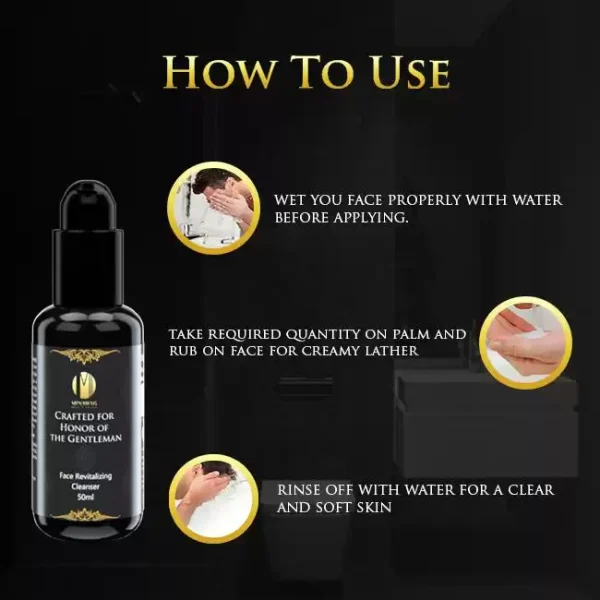 How To Use
WET YOU FACE PROPERLY WITH WATER
BEFORE APPLYING.
TAKE REQUIRED QUANTITY ON PALM AND
RUB ON FACE FOR CREAMY LATHER
RINSE OFF WITH WATER FOR A CLEAR
AND SOFT SKIN
Crafted for
Honor of
the Gentleman
Face Revitalizing
Cleanser
50ml